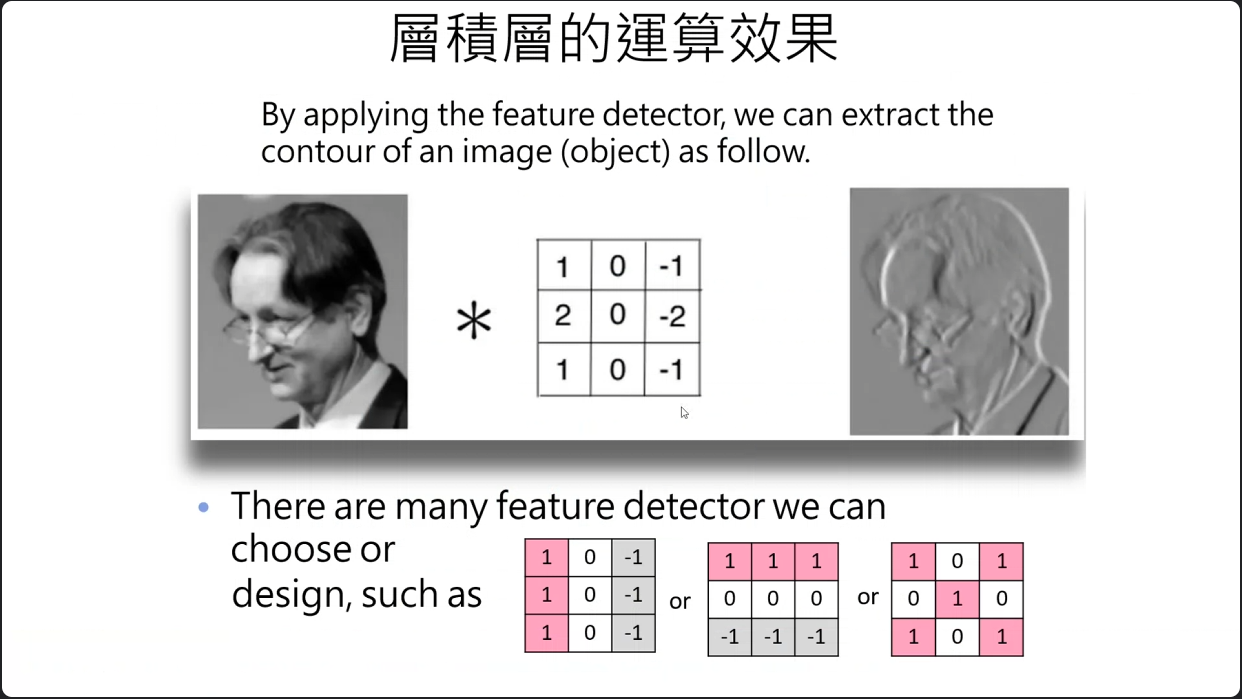 層積層的運算效果
By applying the feature detector, we can extract the
contour of an image (object) as follow.
*
1 0 -1
2 0 -2
1 0 -1
• There are many feature detector we can
choose or
design, such as
1 0 -1
1 0 -1
1 0 -1
or
1 1 1
0 0 0
-1 -1 -1
or
1 0 1
0 1 0
1 0 1